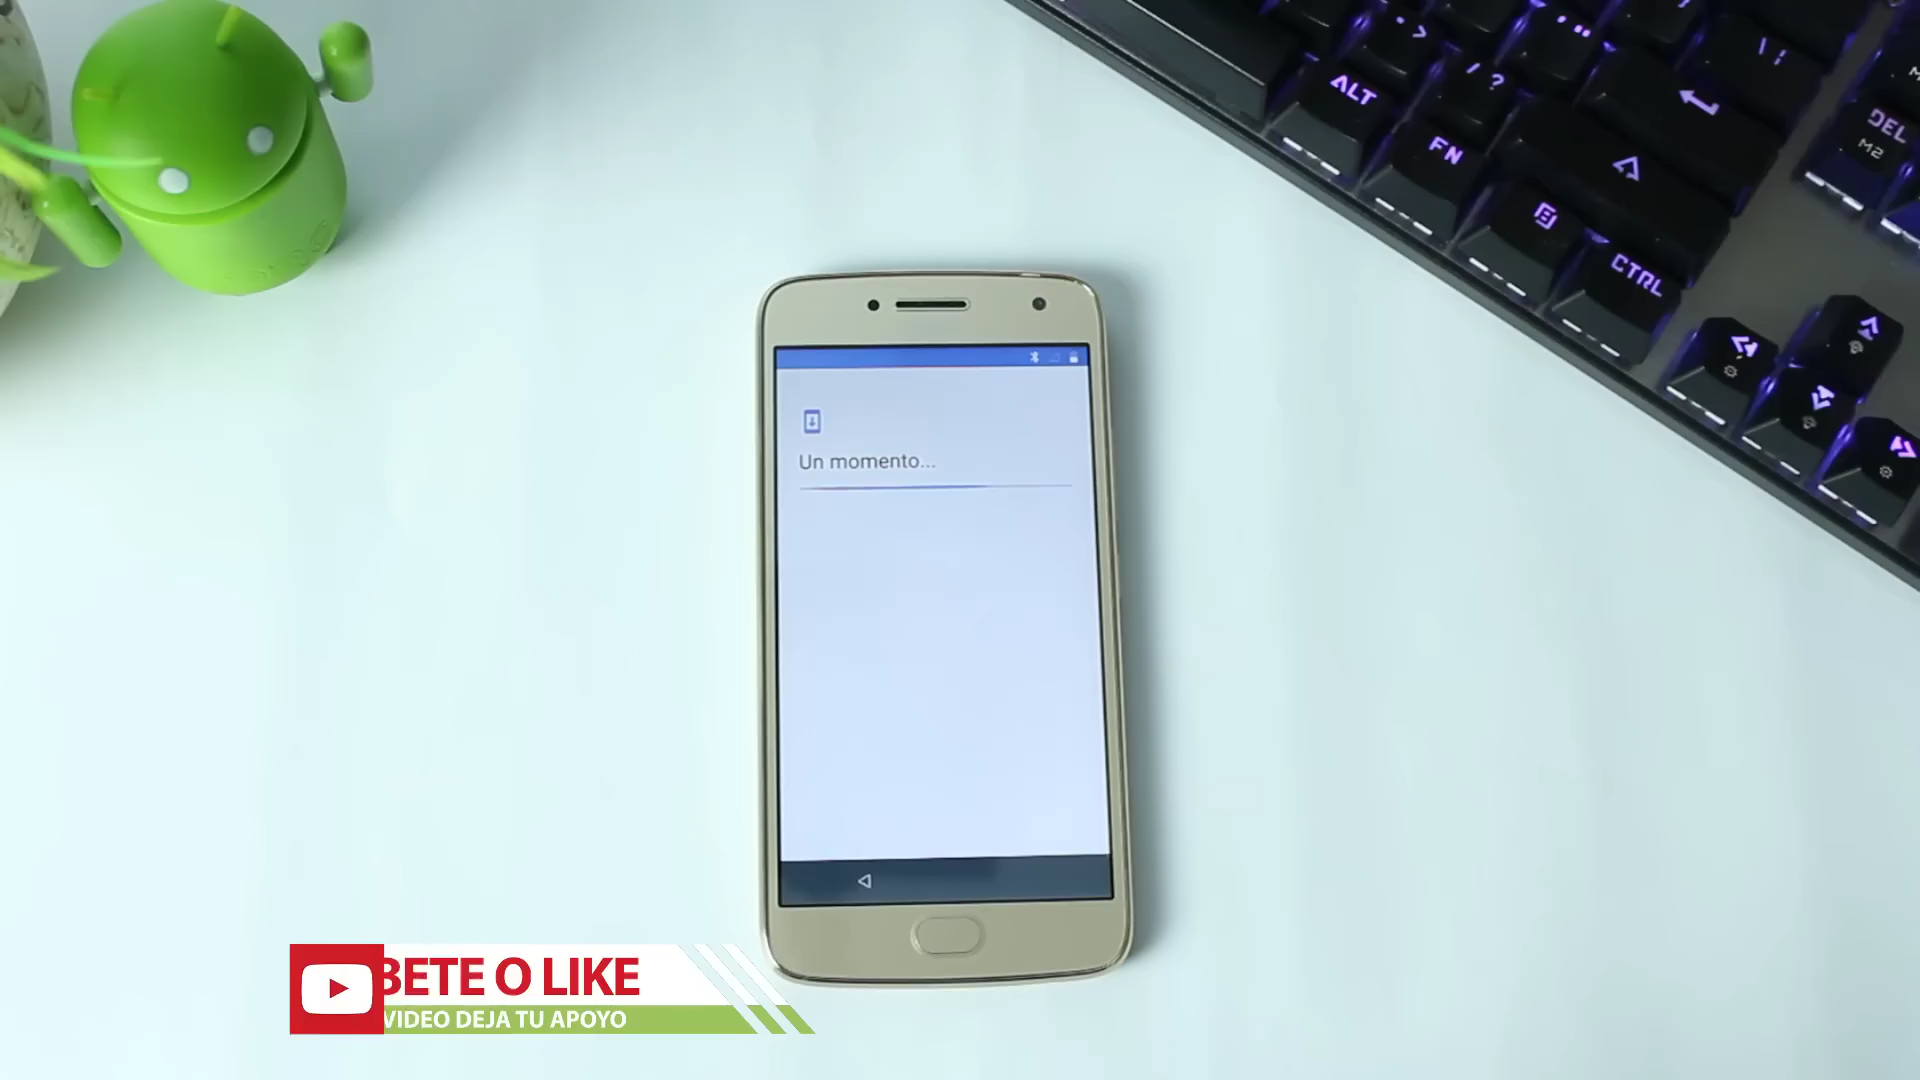 ALT
FN
CTRL
DEL
M2
Un momento...
BETE O LIKE
VIDEO DEJA TU APOYO